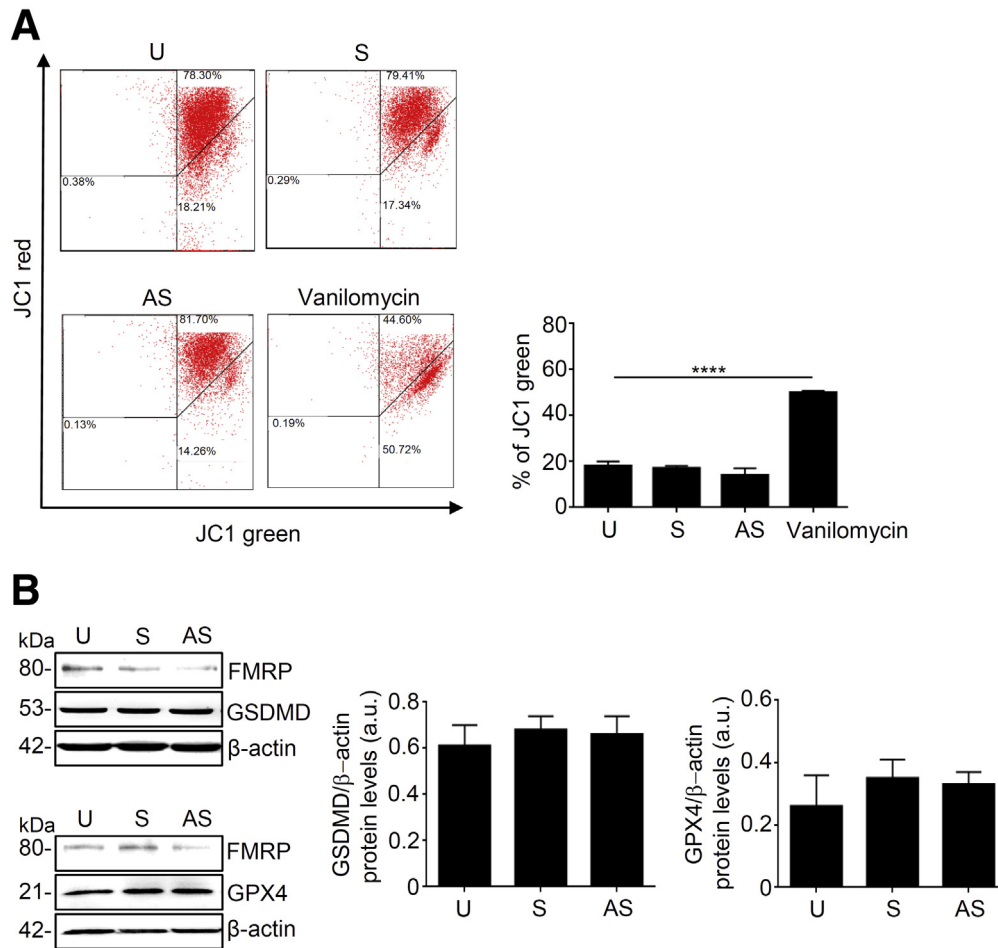 A
U
S
78.30%
79.41%
0.38%
0.29%
18.21%
17.34%
JC1 red
AS
Vanilomycin
81.70%
44.60%
0.13%
0.19%
14.26%
50.72%
JC1 green
80
60
40
20
0
% of JC1 green
****
U S AS Vanilomycin
B
kDa U S AS
80- FMRP
53- GSDMD
42- β-actin
kDa U S AS
80- FMRP
21- GPX4
42- β-actin
GSDMD/β−actin
protein levels (a.u.)
0.8
0.6
0.4
0.2
0
U S AS
GPX4/β−actin
protein levels (a.u.)
0.6
0.4
0.2
0
U S AS